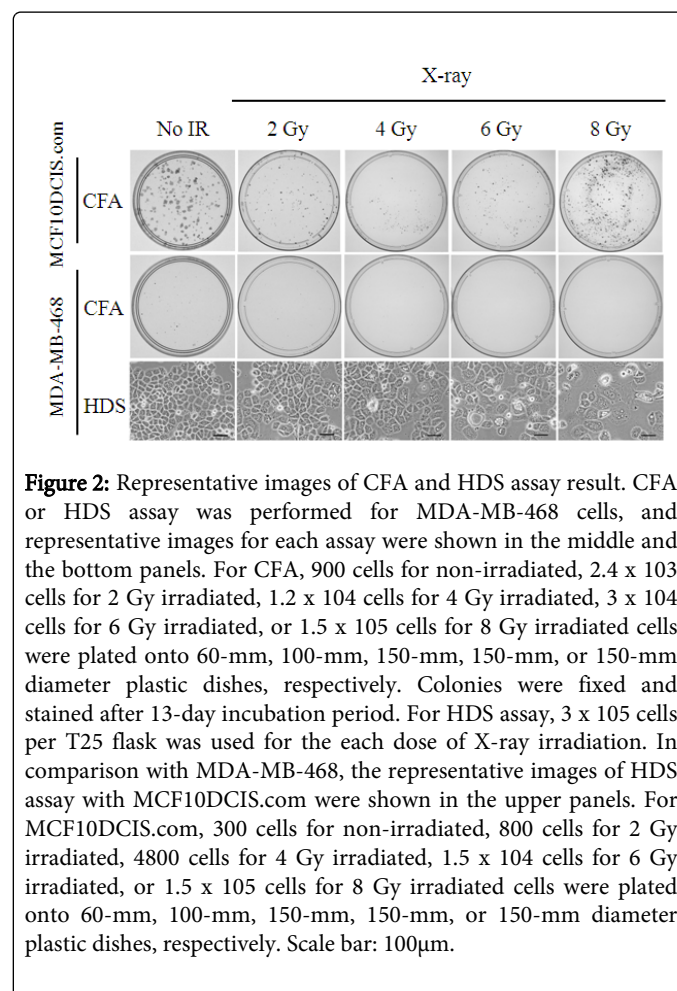 X-ray
No IR
2 Gy
4 Gy
6 Gy
8 Gy
MCF10DCIS.com
CFA
MDA-MB-468
CFA
HDS
Figure 2: Representative images of CFA and HDS assay result. CFA
or HDS assay was performed for MDA-MB-468 cells, and
representative images for each assay were shown in the middle and
the bottom panels. For CFA, 900 cells for non-irradiated, 2.4 x 103
cells for 2 Gy irradiated, 1.2 x 104 cells for 4 Gy irradiated, 3 x 104
cells for 6 Gy irradiated, or 1.5 x 105 cells for 8 Gy irradiated cells
were plated onto 60-mm, 100-mm, 150-mm, 150-mm, or 150-mm
diameter plastic dishes, respectively. Colonies were fixed and
stained after 13-day incubation period. For HDS assay, 3 x 105 cells
per T25 flask was used for the each dose of X-ray irradiation. In
comparison with MDA-MB-468, the representative images of HDS
assay with MCF10DCIS.com were shown in the upper panels. For
MCF10DCIS.com, 300 cells for non-irradiated, 800 cells for 2 Gy
irradiated, 4800 cells for 4 Gy irradiated, 1.5 x 104 cells for 6 Gy
irradiated, or 1.5 x 105 cells for 8 Gy irradiated cells were plated
onto 60-mm, 100-mm, 150-mm, 150-mm, or 150-mm diameter
plastic dishes, respectively. Scale bar: 100μm.